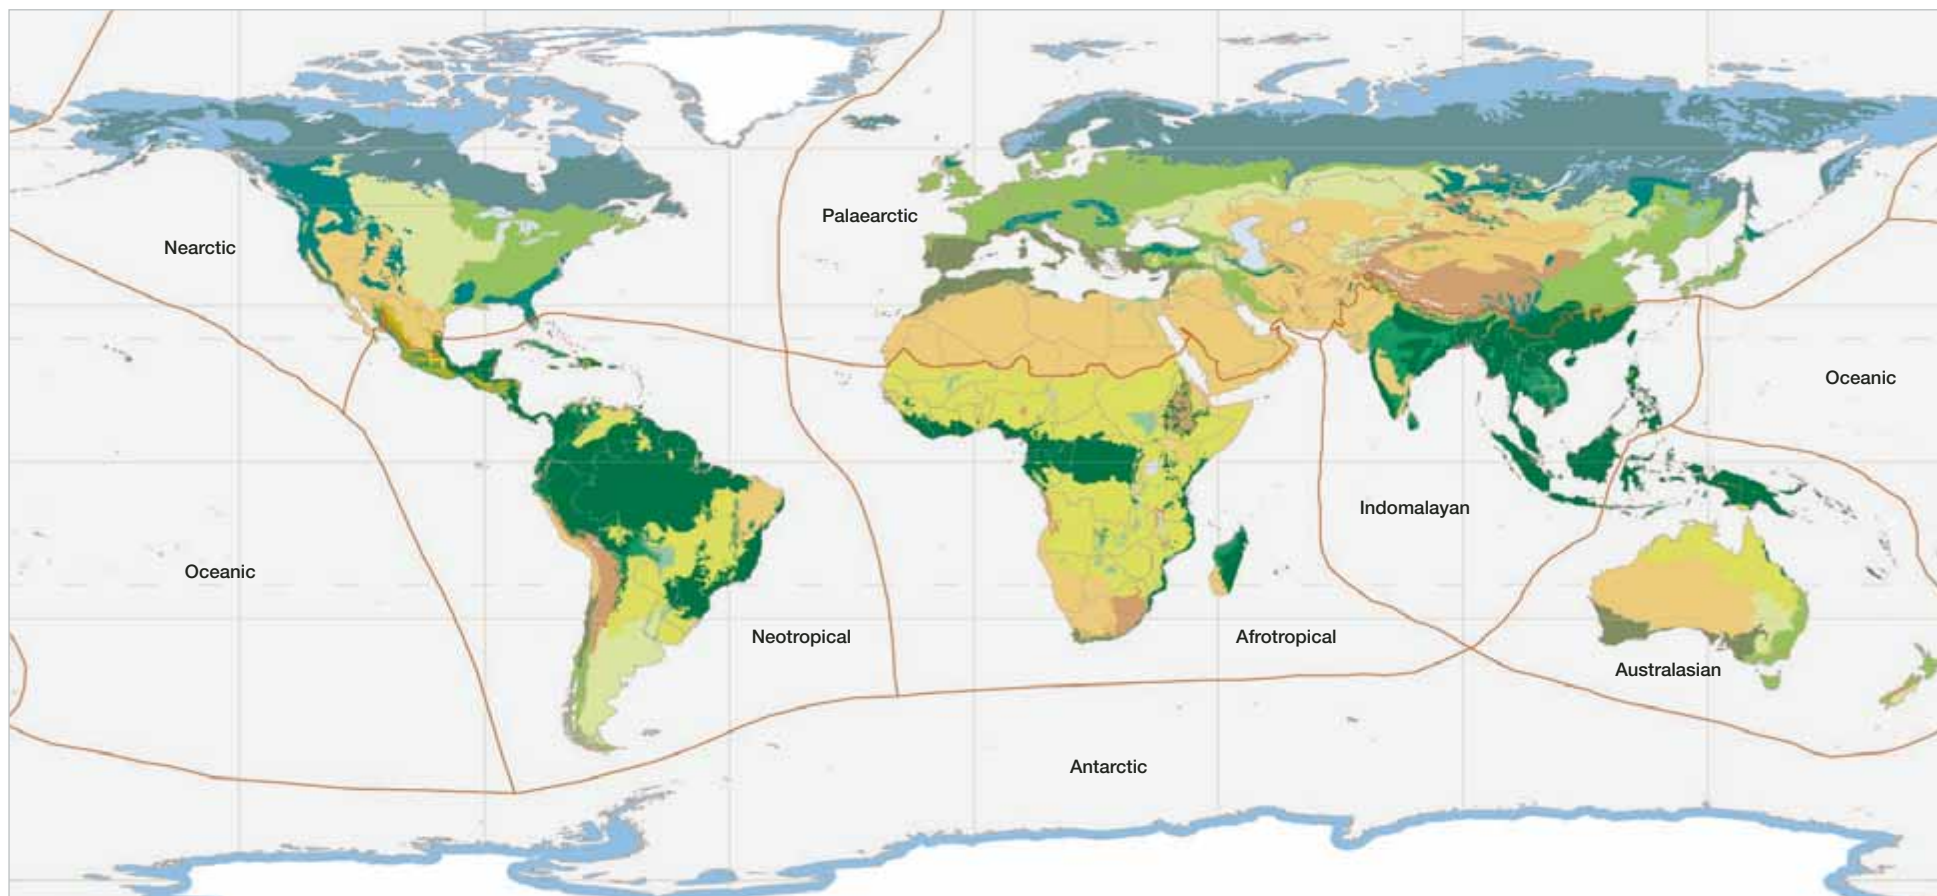 Palaearctic
Nearctic
Oceanic
Indomalayan
Oceanic
Neotropical
Afrotropical
Australasian
Antarctic